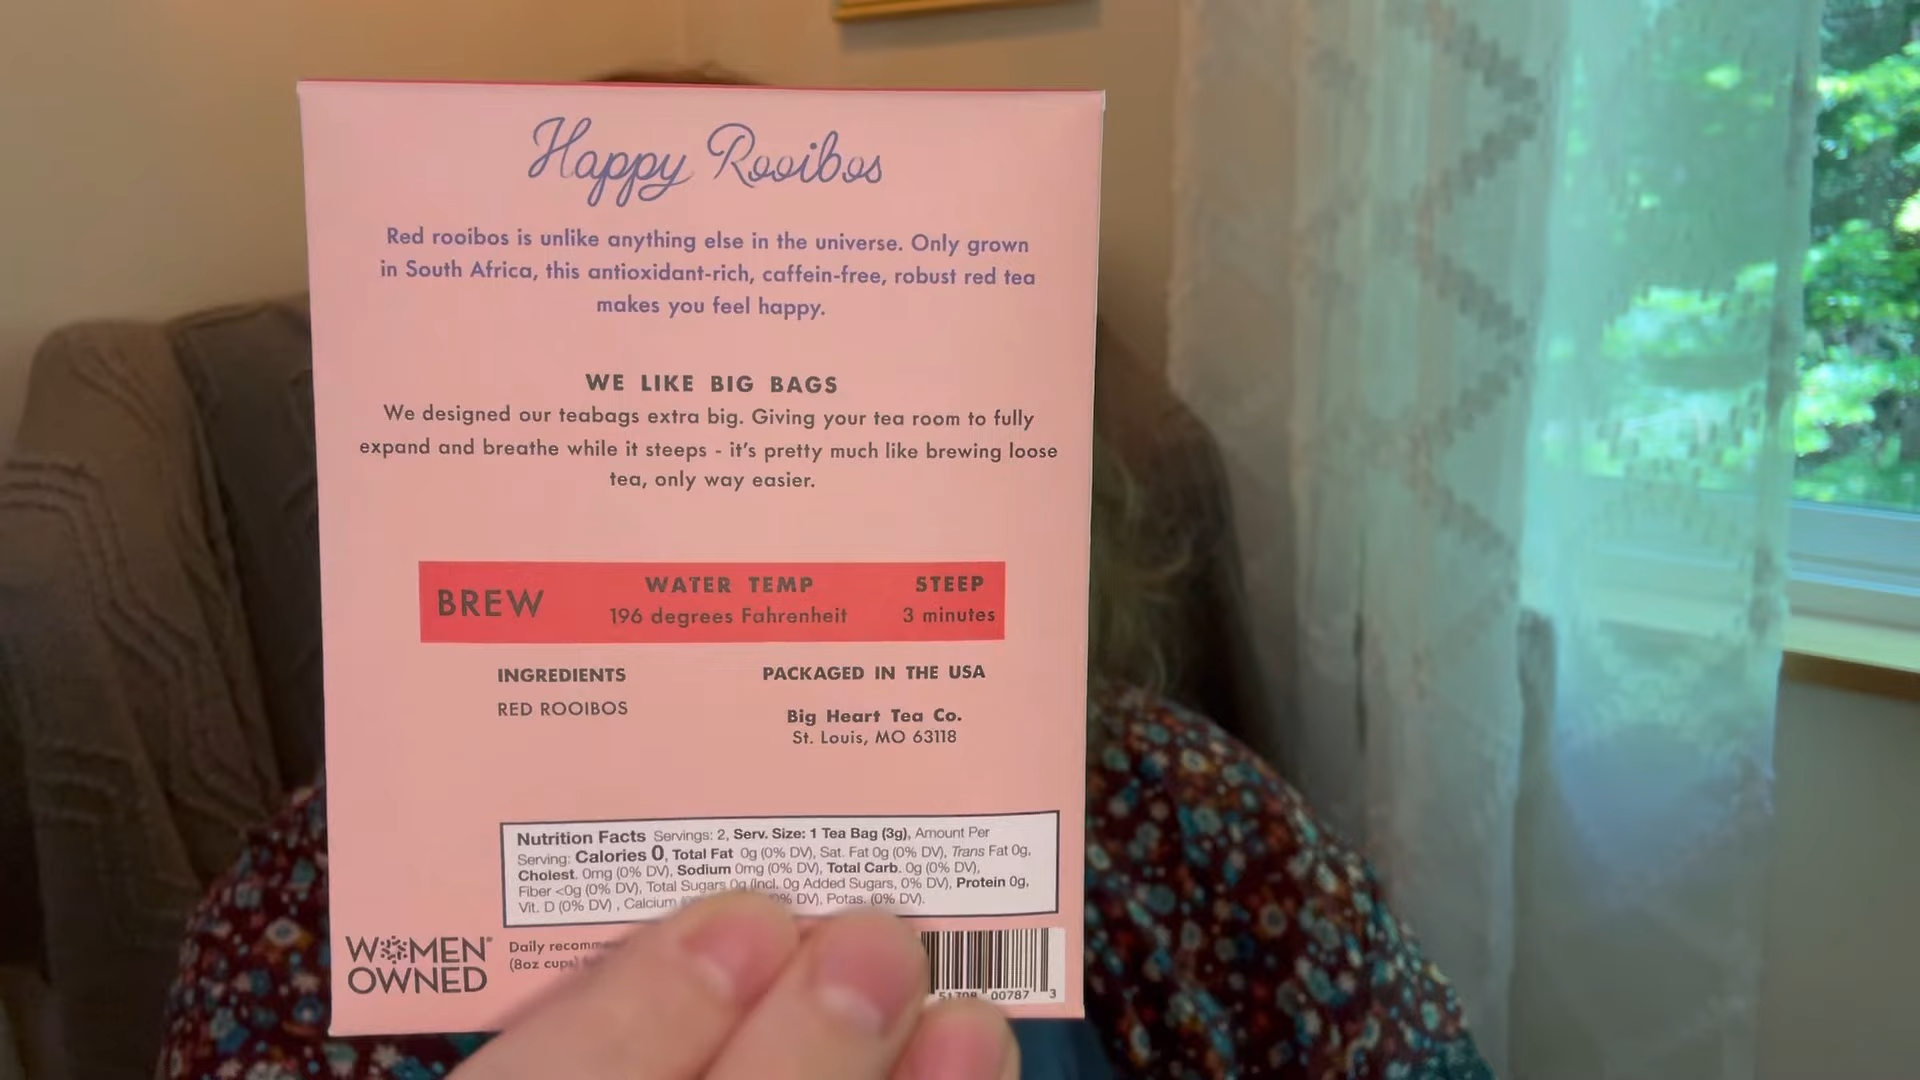 Happy Rooibos
Red rooibos is unlike anything else in the universe. Only grown
in South Africa, this antioxidant-rich, caffein-free, robust red tea
makes you feel happy.
WE LIKE BIG BAGS
We designed our teabags extra big. Giving your tea room to fully
expand and breathe while it steeps - it's pretty much like brewing loose
tea, only way easier.
BREW
WATER TEMP
196 degrees Fahrenheit
STEEP
3 minutes
INGREDIENTS
RED ROOIBOS
PACKAGED IN THE USA
Big Heart Tea Co.
St. Louis, MO 63118
Nutrition Facts Servings: 2, Serv. Size: 1 Tea Bag (3g), Amount Per
Serving: Calories 0, Total Fat 0g (0% DV), Sat. Fat 0g (0% DV), Trans Fat 0g,
Cholest. 0mg (0% DV), Sodium 0mg (0% DV), Total Carb. 0g (0% DV),
Fiber <0g (0% DV), Total Sugars 0g (Incl. 0g Added Sugars, 0% DV), Protein 0g,
Vit. D (0% DV) , Calcium DV), Potas. (0% DV).
WOMEN
OWNED
Daily
(8oz cups)
51708 00787 3